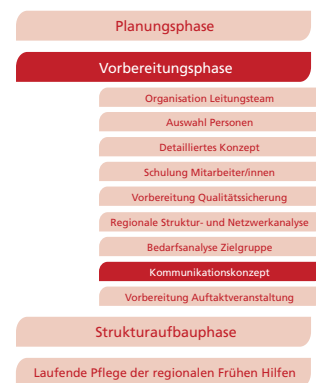 Planungsphase
Vorbereitungsphase
Organisation Leitungsteam
Auswahl Personen
Detailliertes Konzept
Schulung Mitarbeiter/innen
Vorbereitung Qualitätssicherung
Regionale Struktur- und Netzwerkanalyse
Bedarfsanalyse Zielgruppe
Kommunikationskonzept
Vorbereitung Auftaktveranstaltung
Strukturaufbauphase
Laufende Pflege der regionalen Frühen Hilfen